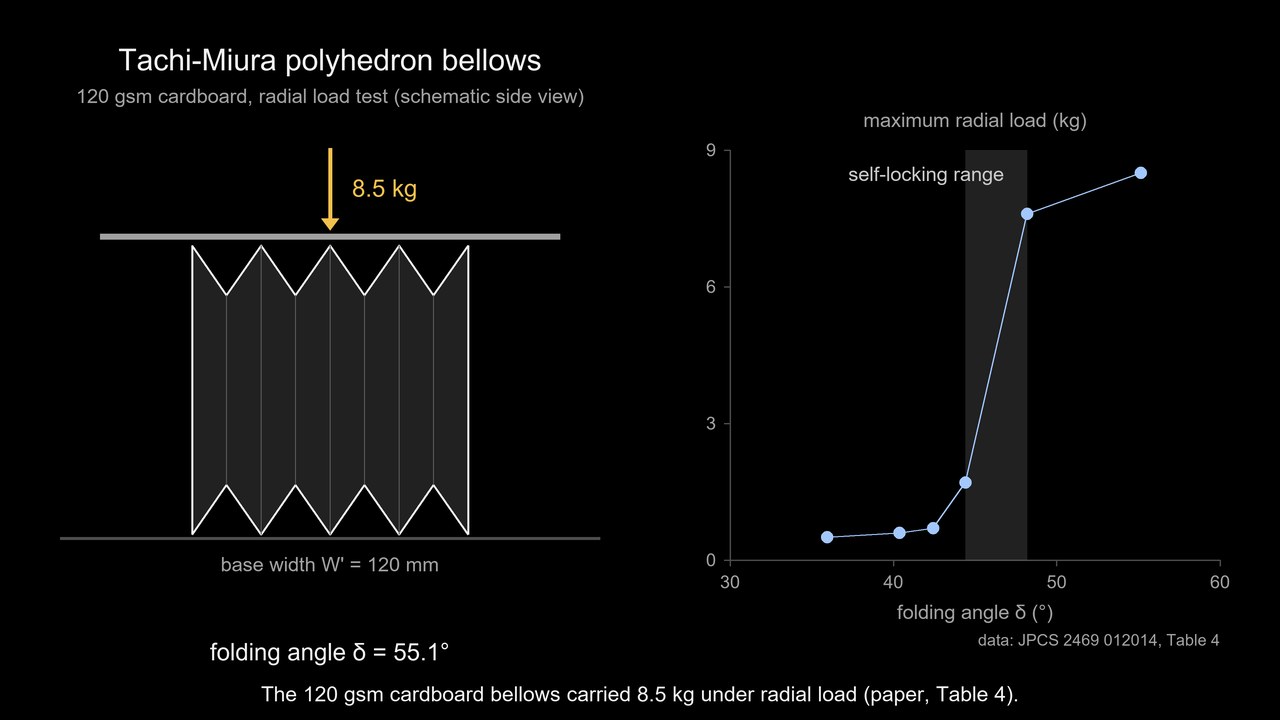 Tachi-Miura polyhedron bellows
120 gsm cardboard, radial load test (schematic side view)
8.5 kg
base width W' = 120 mm
folding angle δ = 55.1°
maximum radial load (kg)
self-locking range
9
6
3
0
30 40 50 60
folding angle δ (°)
data: JPCS 2469 012014, Table 4
The 120 gsm cardboard bellows carried 8.5 kg under radial load (paper, Table 4).